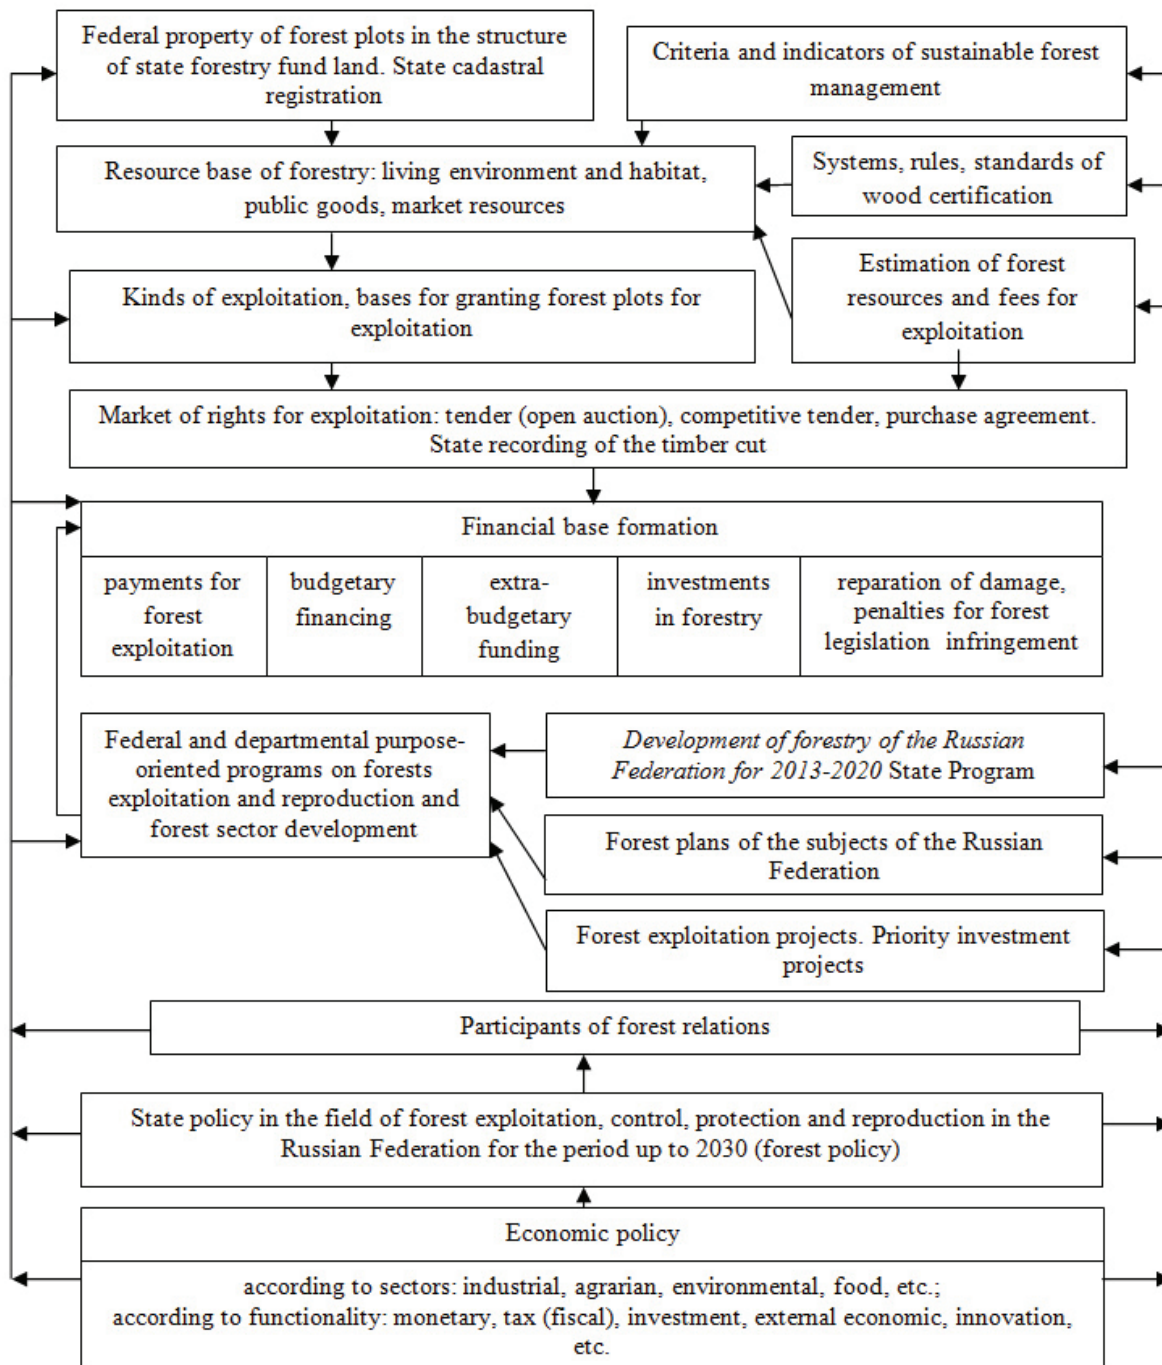 Federal property of forest plots in the structure
of state forestry fund land. State cadastral
registration
Criteria and indicators of sustainable forest
management
Resource base of forestry: living environment and habitat,
public goods, market resources
Systems, rules, standards of
wood certification
Estimation of forest
resources and fees for
exploitation
Kinds of exploitation, bases for granting forest plots for
exploitation
Market of rights for exploitation: tender (open auction), competitive tender, purchase agreement.
State recording of the timber cut
Financial base formation
payments for
forest
exploitation
budgetary
financing
extra-
budgetary
funding
investments
in forestry
reparation of damage,
penalties for forest
legislation infringement
Federal and departmental purpose-
oriented programs on forests
exploitation and reproduction and
forest sector development
Development of forestry of the Russian
Federation for 2013-2020 State Program
Forest plans of the subjects of the Russian
Federation
Forest exploitation projects. Priority investment
projects
Participants of forest relations
State policy in the field of forest exploitation, control, protection and reproduction in the
Russian Federation for the period up to 2030 (forest policy)
Economic policy
according to sectors: industrial, agrarian, environmental, food, etc.;
according to functionality: monetary, tax (fiscal), investment, external economic, innovation,
etc.